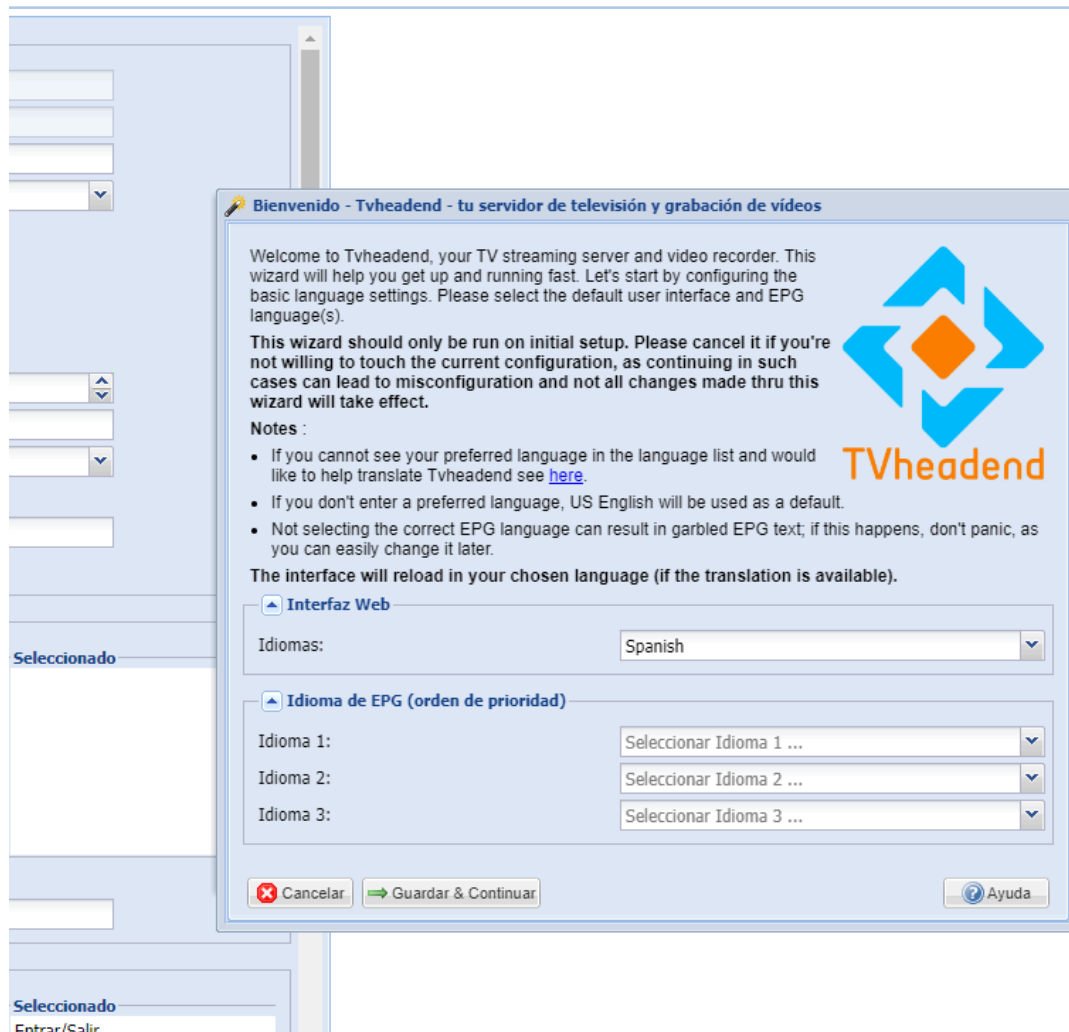 Bienvenido - Tvheadend - tu servidor de televisión y grabación de vídeos
Welcome to Tvheadend, your TV streaming server and video recorder. This
wizard will help you get up and running fast. Let's start by configuring the
basic language settings. Please select the default user interface and EPG
language(s).
This wizard should only be run on initial setup. Please cancel it if you're
not willing to touch the current configuration, as continuing in such
cases can lead to misconfiguration and not all changes made thru this
wizard will take effect.
Notes :
If you cannot see your preferred language in the language list and would
like to help translate Tvheadend see here.
If you don't enter a preferred language, US English will be used as a default.
Not selecting the correct EPG language can result in garbled EPG text; if this happens, don't panic, as
you can easily change it later.
The interface will reload in your chosen language (if the translation is available).
TVheadend
Interfaz Web
Idiomas: Spanish
Idioma de EPG (orden de prioridad)
Idioma 1: Seleccionar Idioma 1 ...
Idioma 2: Seleccionar Idioma 2 ...
Idioma 3: Seleccionar Idioma 3 ...
Cancelar Guardar & Continuar Ayuda
Seleccionado
Seleccionado
Entrar/Salir